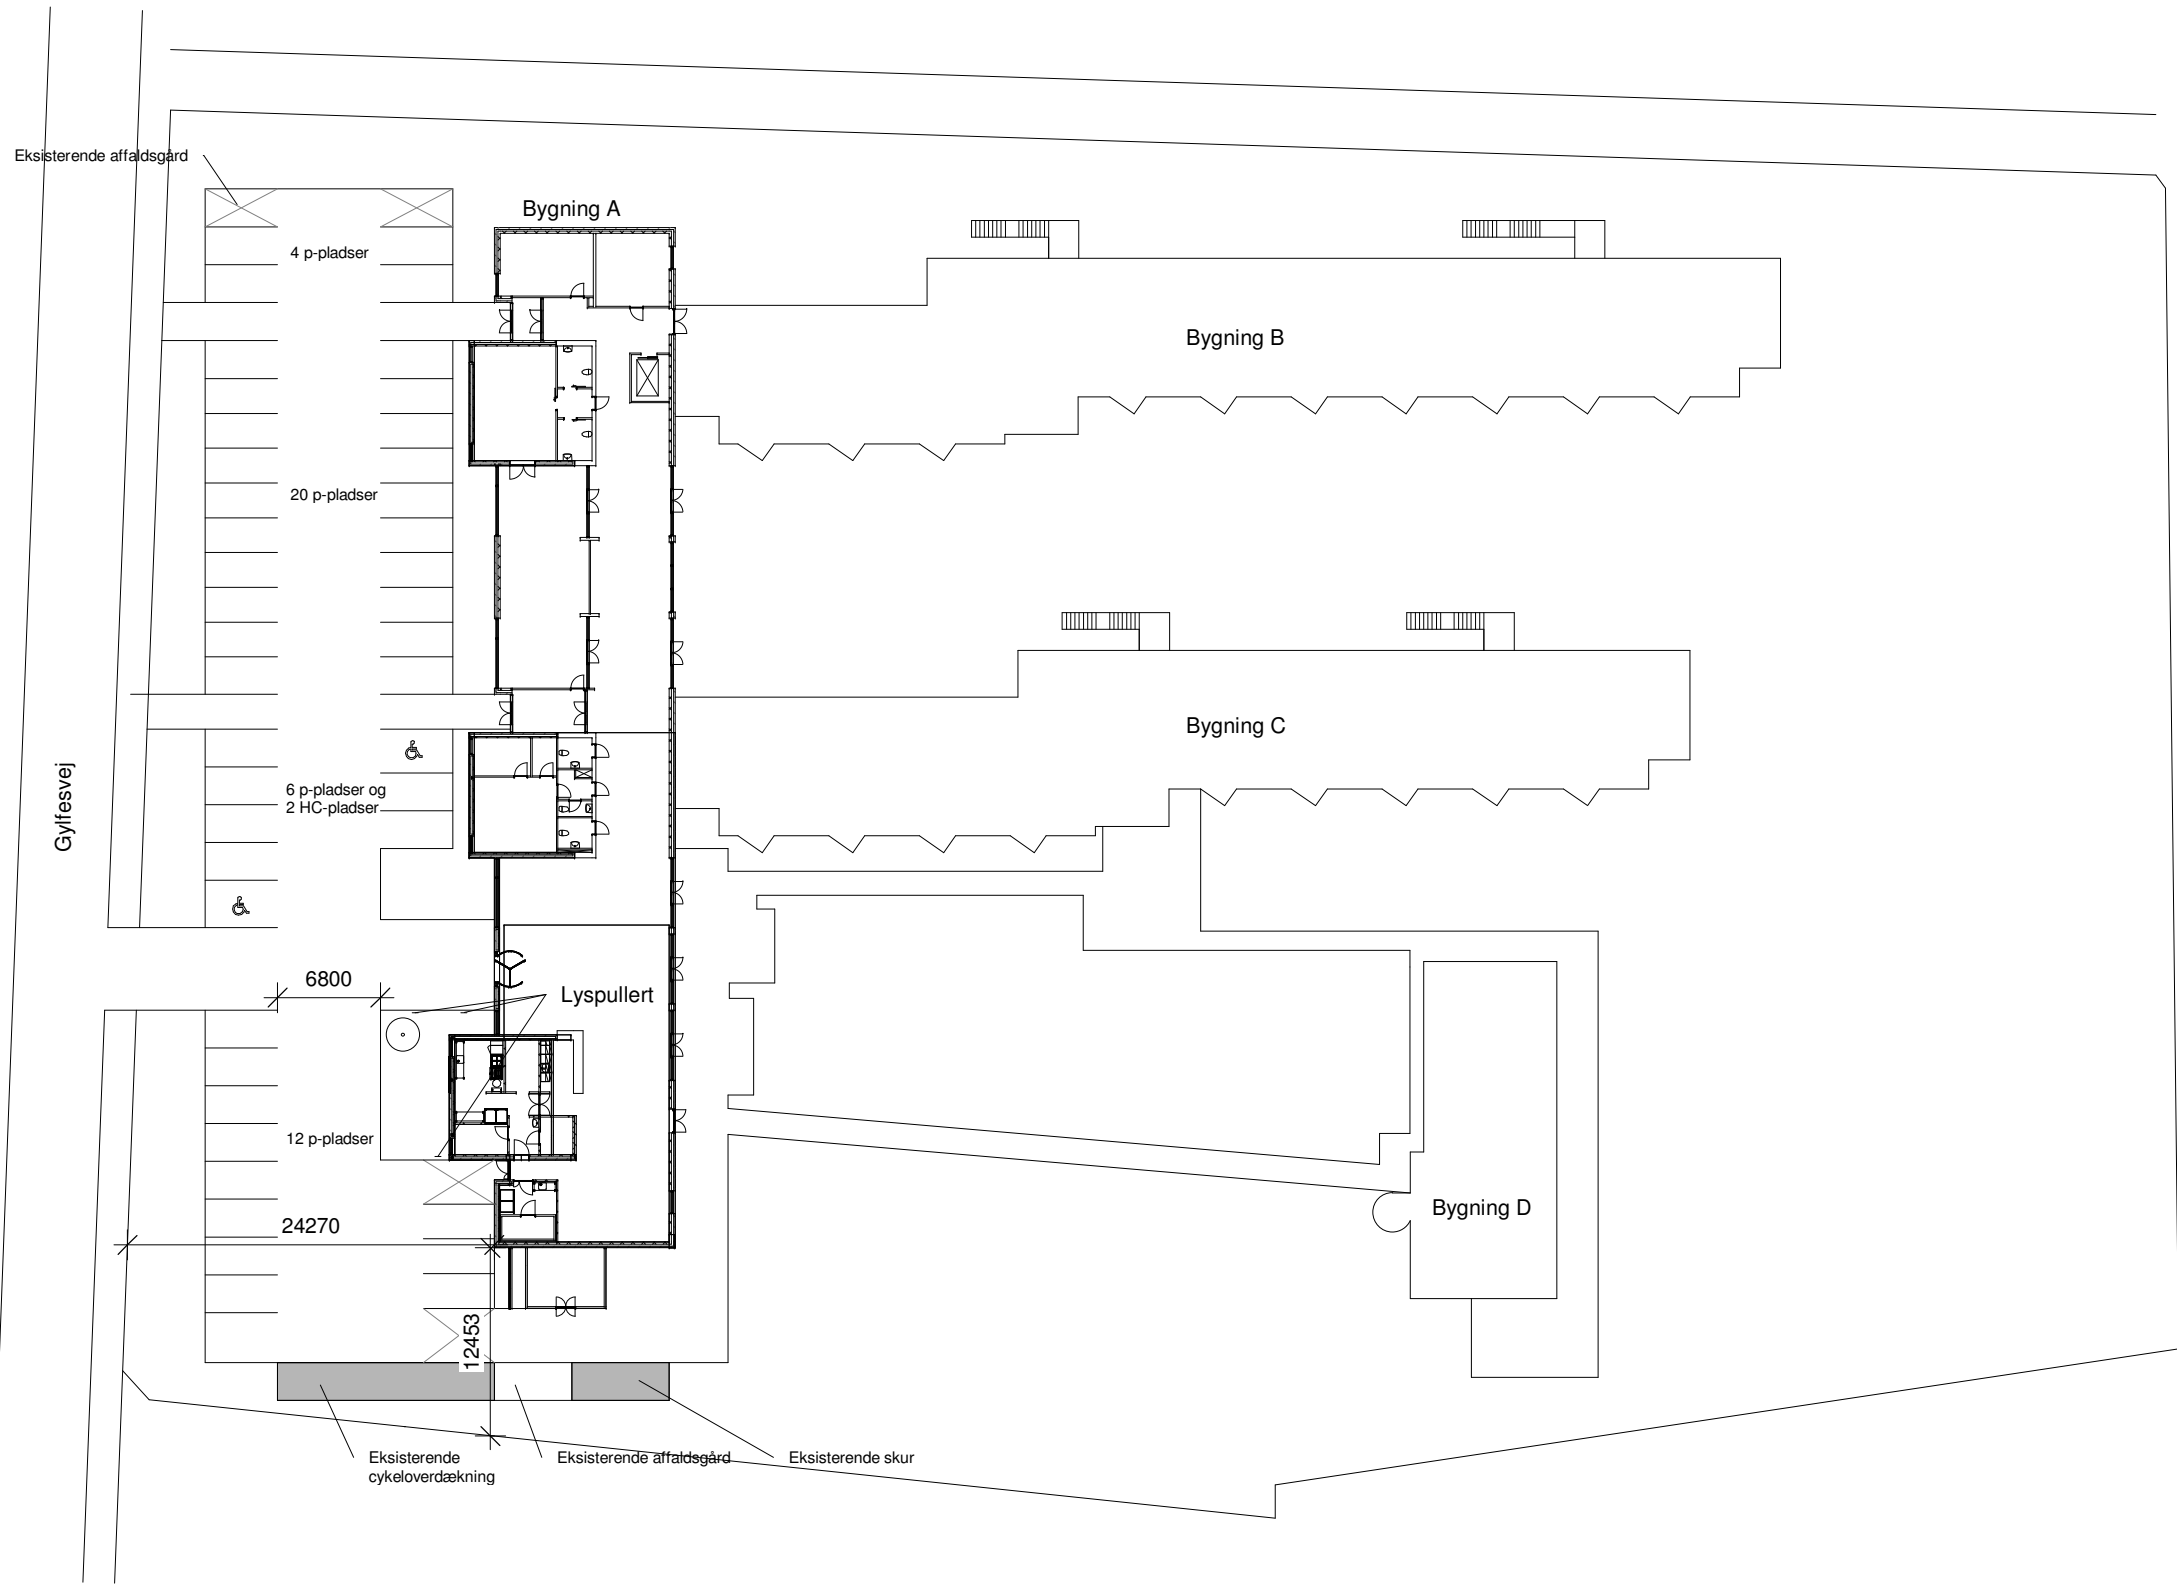 Eksisterende affaldsgård
Bygning A
4 p-pladser
Bygning B
20 p-pladser
Bygning C
Gylfesvej
6 p-pladser og
2 HC-pladser
6800
Lyspullert
12 p-pladser
Bygning D
24270
12453
Eksisterende
cykeloverdækning
Eksisterende affaldsgård
Eksisterende skur